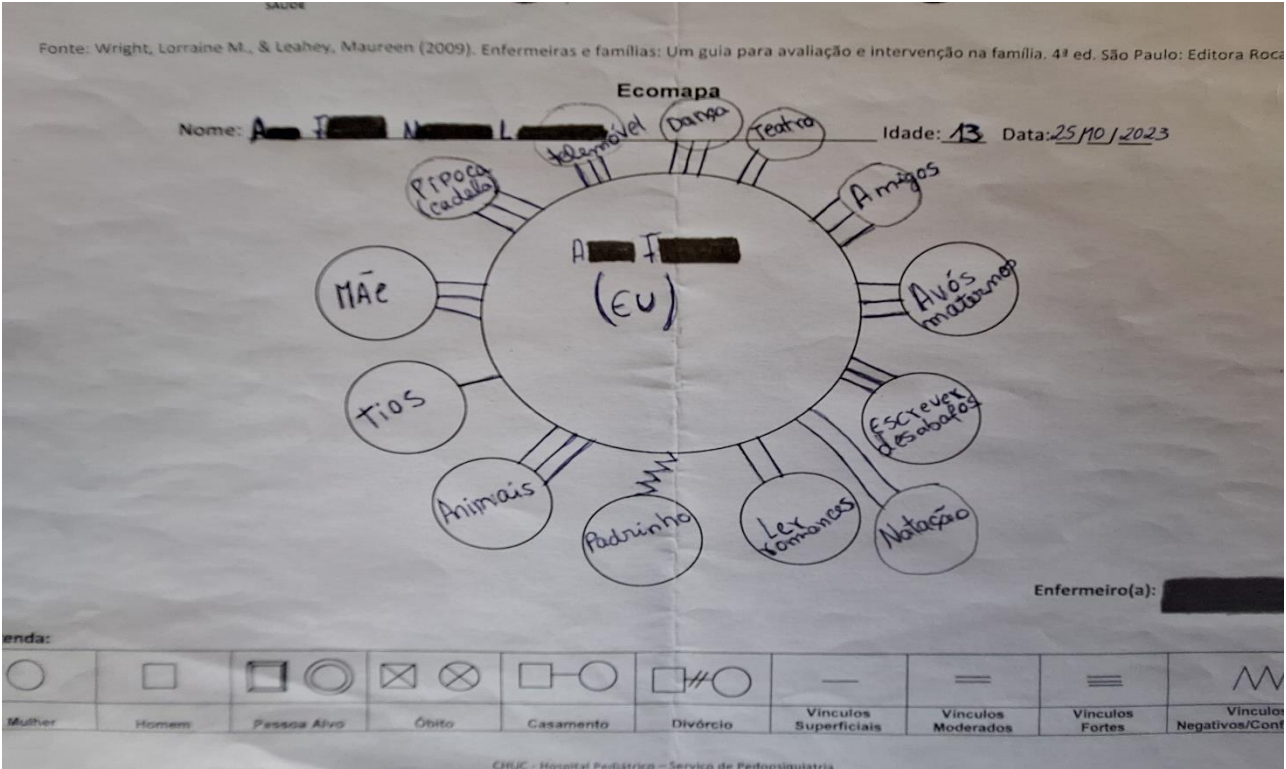 SAÚDE
Fonte: Wright, Lorraine M., & Leahey, Maureen (2009). Enfermeiras e famílias: Um guia para avaliação e intervenção na família. 4ª ed. São Paulo: Editora Roca
Ecomapa
Nome: A F N L Idade: 13 Data: 25/10/2023
telemóvel
Dança
Teatro
Pipoca
(cadela)
Amigos
A F
(EU)
MÃe
Avós
maternos
Tios
Escrever
desabafos
Animais
Padrinho
Ler
romances
Natação
Enfermeiro(a):
enda:
Mulher
Homem
Pessoa Alvo
Óbito
Casamento
Divórcio
Vínculos
Superficiais
Vínculos
Moderados
Vínculos
Fortes
Vínculos
Negativos/Conf
CHUC - Hospital Pediátrico – Serviço de Pedopsiquiatria